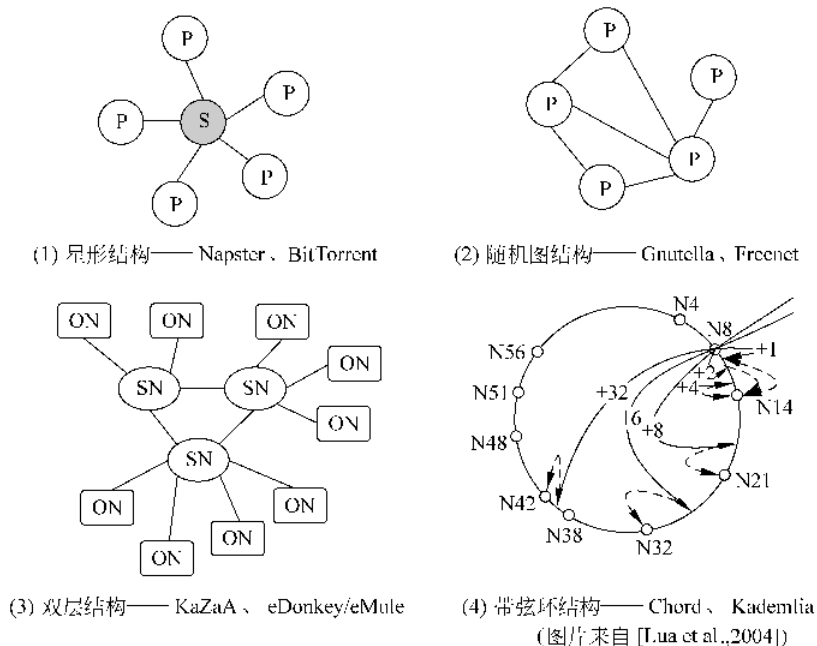 P
P
P
S
P
P
P
P
P
P
P
(1) 星形结构—— Napster、BitTorrent
(2) 随机图结构—— Gnutella、Freenet
ON
ON
ON
ON
SN
SN
ON
SN
ON
ON
ON
ON
N4
N8
+1
N56
+2
N51
+32
+4
N14
16
+8
N48
N21
N42
N38
N32
(3) 双层结构—— KaZaA、 eDonkey/eMule
(4) 带弦环结构—— Chord、 Kademlia
(图片来自 [Lua et al.,2004])